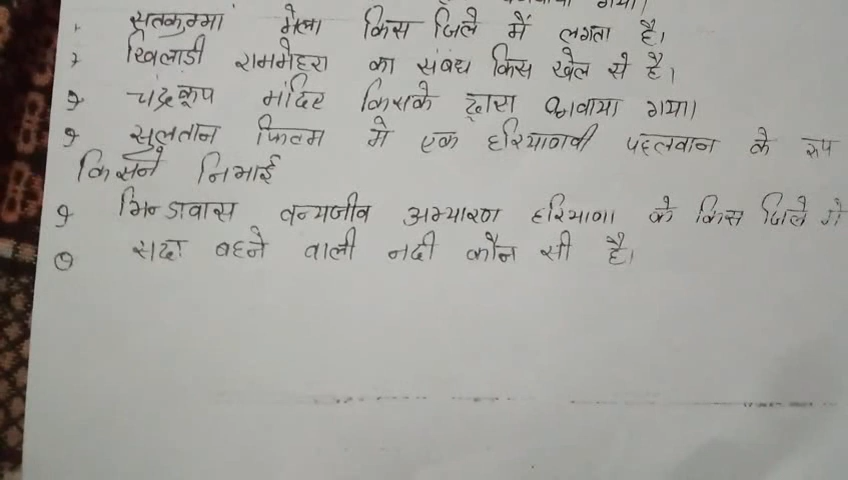 गया।
सतकुम्भा मेला किस जिले में लगता है।
खिलाडी राममेहरा का संबंध किस खेल से है।
चंद्रकूप मंदिर किसके द्वारा बनवाया गया।
सुलतान फिल्म मे एक हरियाणवी पहलवान के रूप
किसने निभाई
भिन्डावास वन्यजीव अभ्यारण हरियाणा के किस जिले मे
सदा बहने वाली नदी कौन सी है।